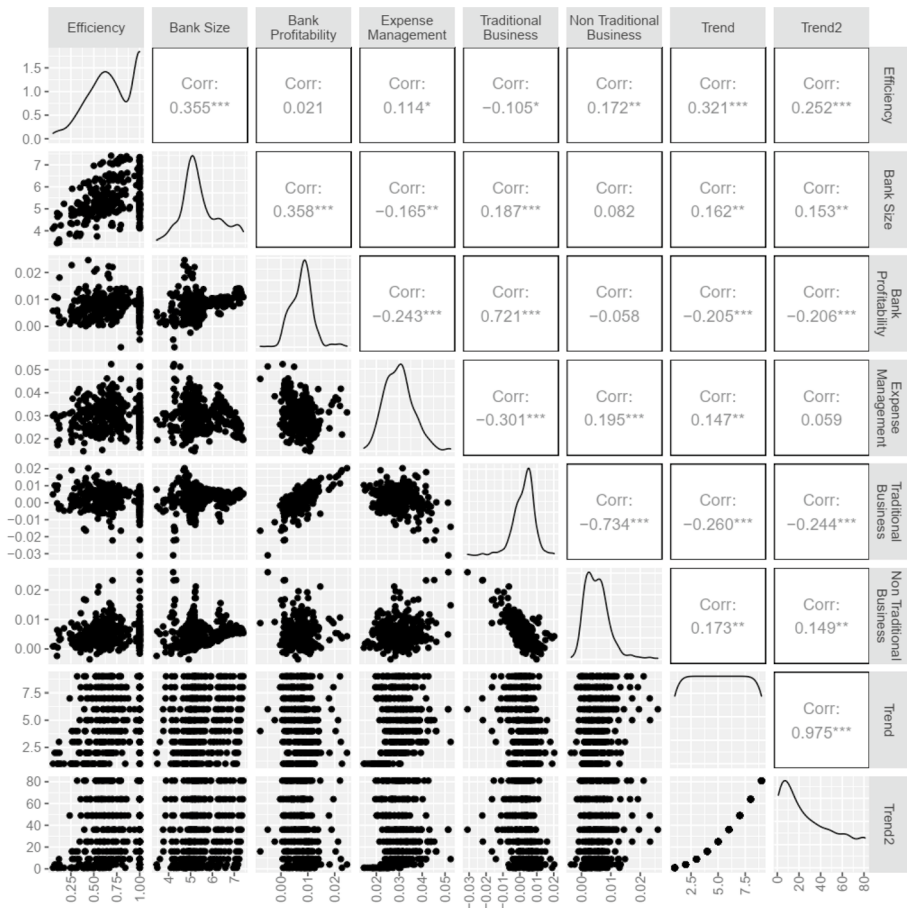 Efficiency
Bank Size
Bank
Profitability
Expense
Management
Traditional
Business
Non Traditional
Business
Trend
Trend2
1.5
1.0
0.5
0.0
Corr:
0.355***
Corr:
0.021
Corr:
0.114*
Corr:
−0.105*
Corr:
0.172**
Corr:
0.321***
Corr:
0.252***
Efficiency
7
6
5
4
Corr:
0.358***
Corr:
−0.165**
Corr:
0.187***
Corr:
0.082
Corr:
0.162**
Corr:
0.153**
Bank Size
0.02
0.01
0.00
Corr:
−0.243***
Corr:
0.721***
Corr:
−0.058
Corr:
−0.205***
Corr:
−0.206***
Bank
Profitability
0.05
0.04
0.03
0.02
Corr:
−0.301***
Corr:
0.195***
Corr:
0.147**
Corr:
0.059
Expense
Management
0.02
0.01
0.00
−0.01
−0.03
Corr:
−0.734***
Corr:
−0.260***
Corr:
−0.244***
Traditional
Business
0.02
0.01
0.00
Corr:
0.173**
Corr:
0.149**
Non Traditional
Business
7.5
5.0
2.5
Corr:
0.975***
Trend
80
60
40
20
0
Trend2
0.25
0.50
0.75
1.00
4
5
6
7
0.00
0.01
0.02
0.02
0.03
0.04
0.05
−0.03
−0.02
−0.01
0.00
0.01
0.02
0.00
0.01
0.02
2.5
5.0
7.5
0
20
40
60
80